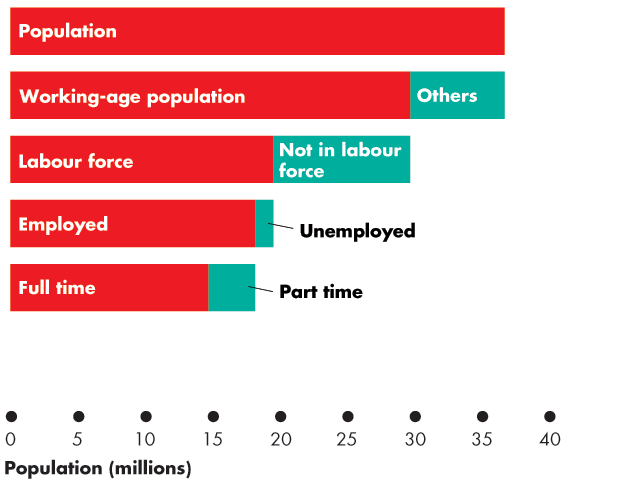 Population
Working-age population
Others
Labour force
Not in labour
force
Employed
Unemployed
Full time
Part time
0 5 10 15 20 25 30 35 40
Population (millions)